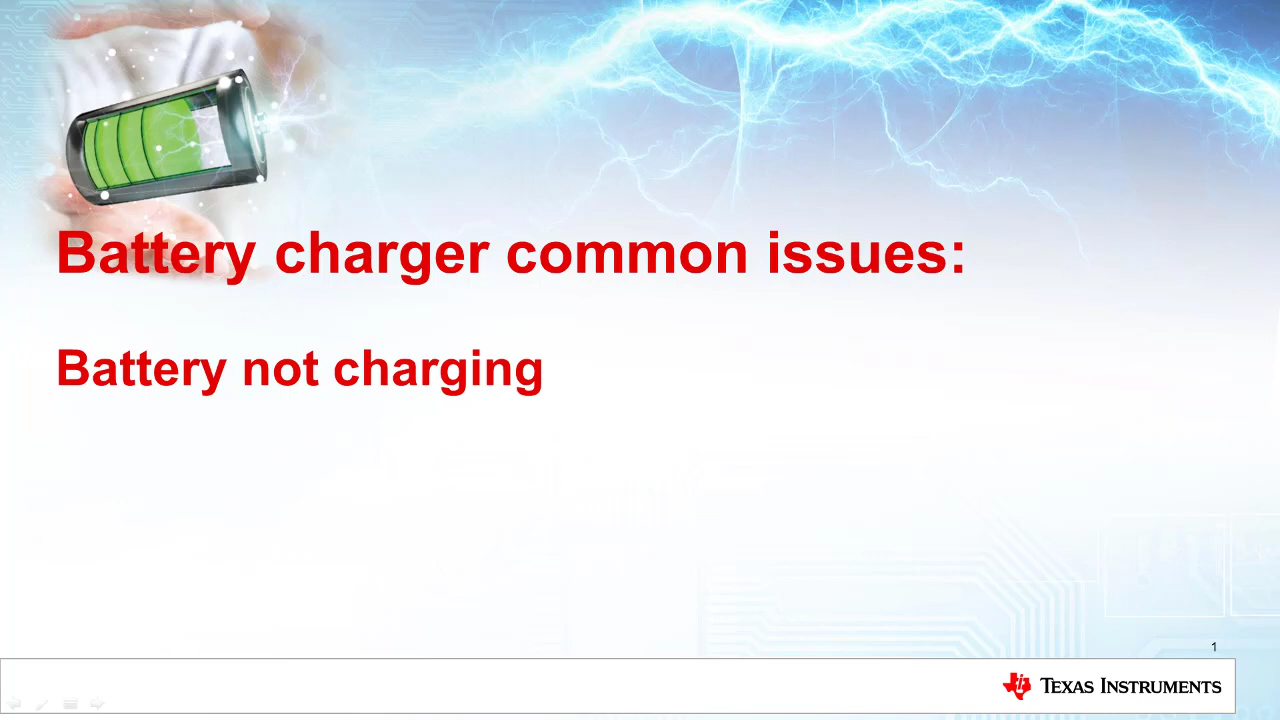 Battery charger common issues:
Battery not charging
1
TEXAS INSTRUMENTS